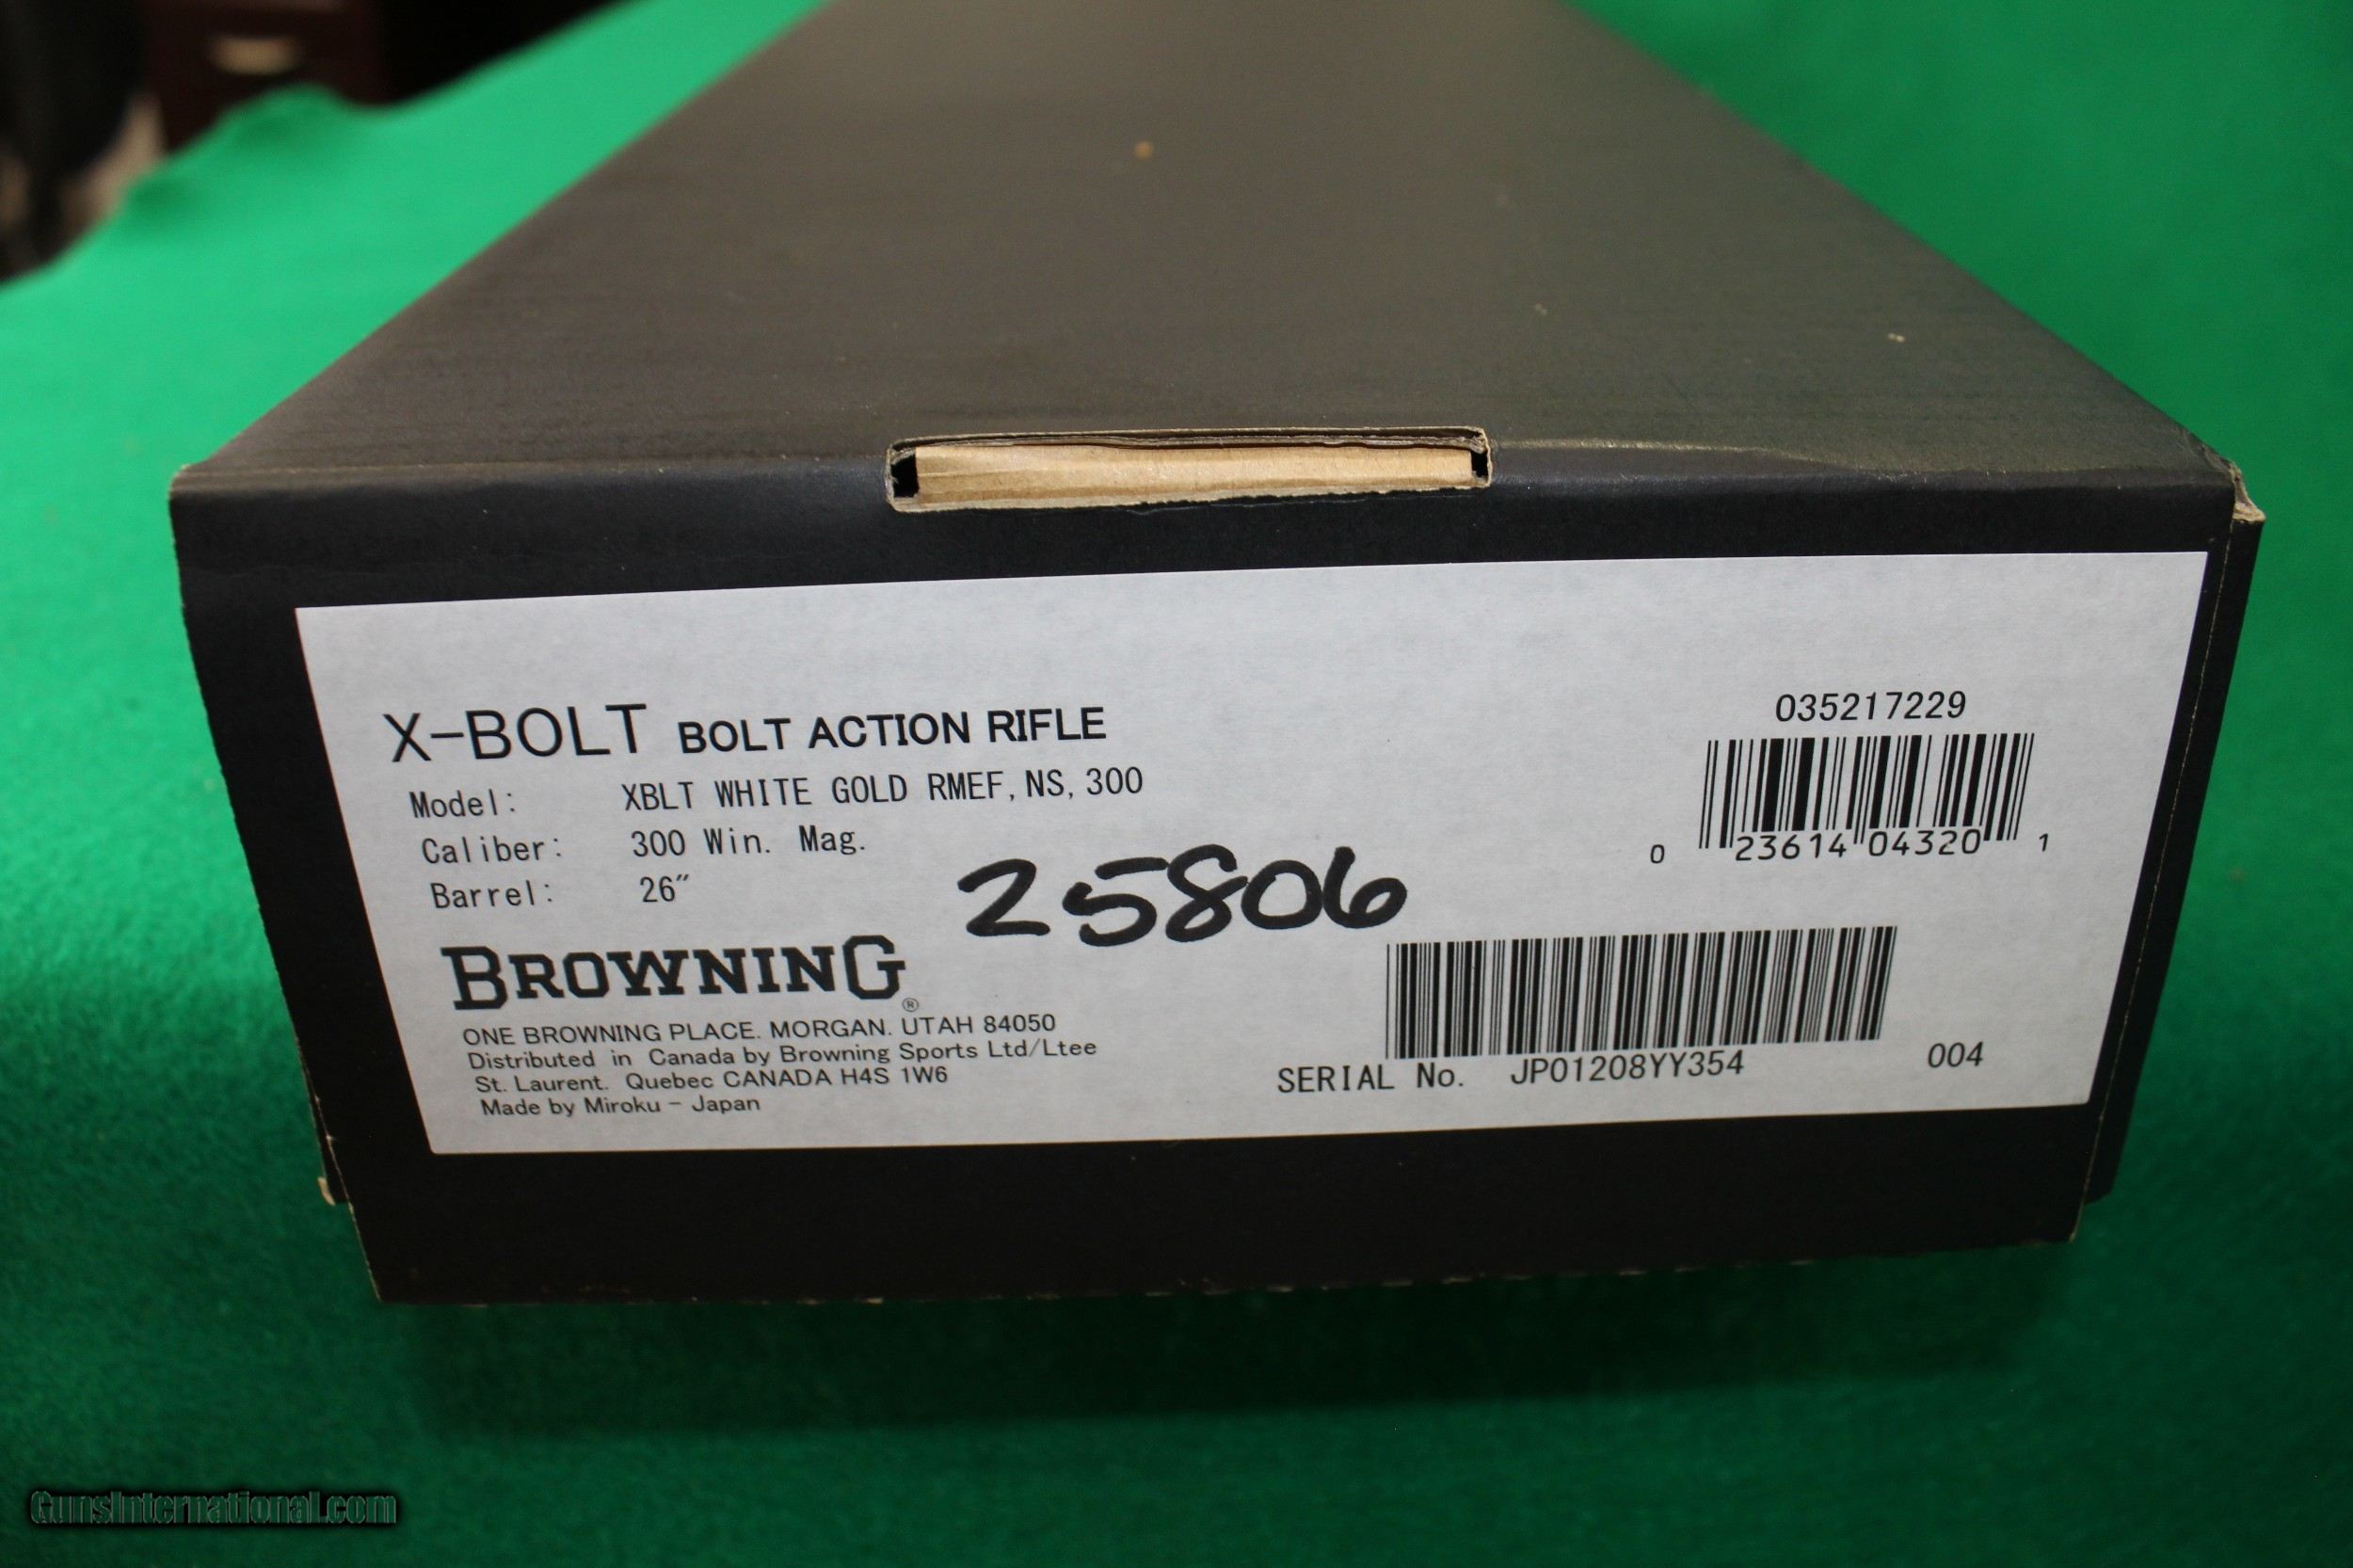 X-BOLT BOLT ACTION RIFLE
Model: XBLT WHITE GOLD RMEF, NS, 300
Caliber: 300 Win. Mag.
Barrel: 26"
25806
BROWNING®
ONE BROWNING PLACE. MORGAN. UTAH 84050
Distributed in Canada by Browning Sports Ltd/Ltee
St. Laurent. Quebec CANADA H4S 1W6
Made by Miroku - Japan
035217229
0 23614 04320 1
SERIAL No. JP01208YY354 004
GunsInternational.com